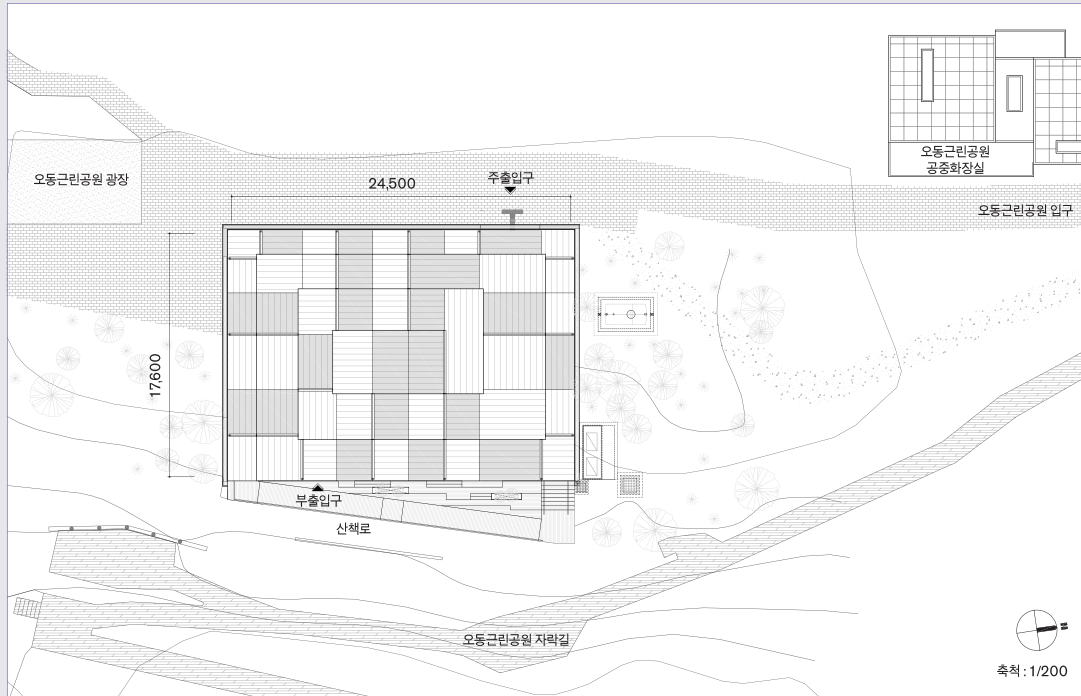 오동근린공원
공중화장실
오동근린공원 광장
24,500
주출입구
오동근린공원 입구
17,600
부출입구
산책로
오동근린공원 자락길
축척 : 1/200